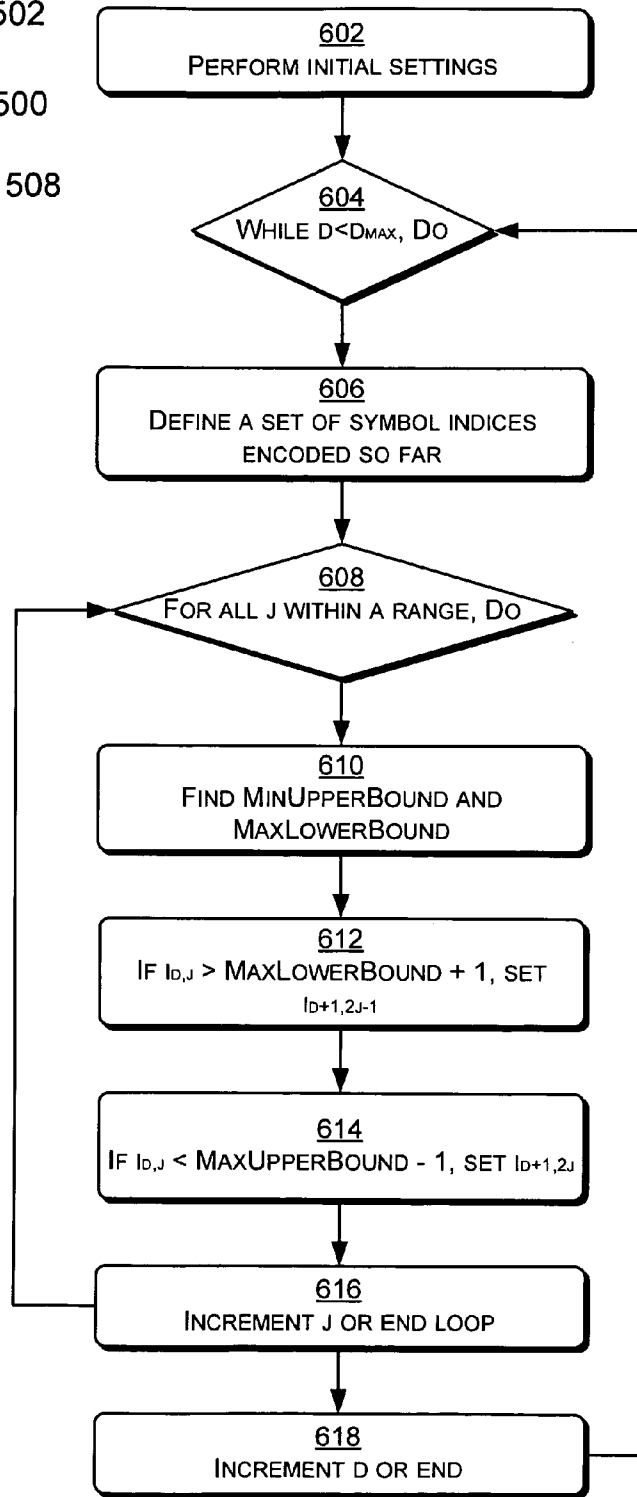 502
500
508
602
PERFORM INITIAL SETTINGS
604
WHILE D<DMAX, DO
606
DEFINE A SET OF SYMBOL INDICES
ENCODED SO FAR
608
FOR ALL J WITHIN A RANGE, DO
610
FIND MINUPPERBOUND AND
MAXLOWERBOUND
612
IF ID,J > MAXLOWERBOUND + 1, SET
ID+1,2J-1
614
IF ID,J < MAXUPPERBOUND - 1, SET ID+1,2J
616
INCREMENT J OR END LOOP
618
INCREMENT D OR END